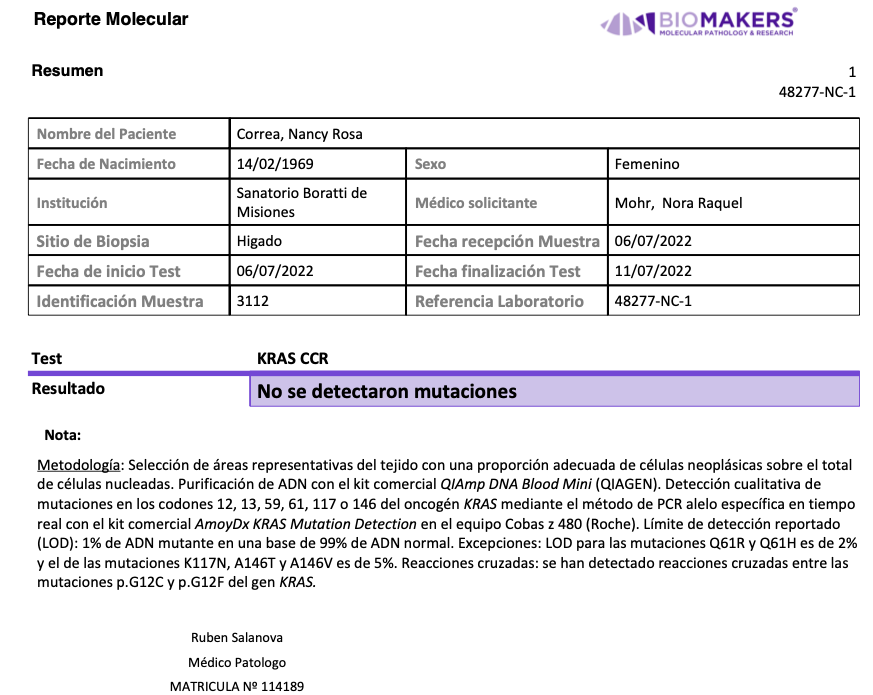 Reporte Molecular
BIOMAKERS®
MOLECULAR PATHOLOGY & RESEARCH
Resumen
1
48277-NC-1
Nombre del Paciente Correa, Nancy Rosa
Fecha de Nacimiento 14/02/1969 Sexo Femenino
Institución Sanatorio Boratti de Misiones Médico solicitante Mohr, Nora Raquel
Sitio de Biopsia Higado Fecha recepción Muestra 06/07/2022
Fecha de inicio Test 06/07/2022 Fecha finalización Test 11/07/2022
Identificación Muestra 3112 Referencia Laboratorio 48277-NC-1
Test KRAS CCR
Resultado No se detectaron mutaciones
Nota:
Metodología: Selección de áreas representativas del tejido con una proporción adecuada de células neoplásicas sobre el total
de células nucleadas. Purificación de ADN con el kit comercial QIAmp DNA Blood Mini (QIAGEN). Detección cualitativa de
mutaciones en los codones 12, 13, 59, 61, 117 o 146 del oncogén KRAS mediante el método de PCR alelo específica en tiempo
real con el kit comercial AmoyDx KRAS Mutation Detection en el equipo Cobas z 480 (Roche). Límite de detección reportado
(LOD): 1% de ADN mutante en una base de 99% de ADN normal. Excepciones: LOD para las mutaciones Q61R y Q61H es de 2%
y el de las mutaciones K117N, A146T y A146V es de 5%. Reacciones cruzadas: se han detectado reacciones cruzadas entre las
mutaciones p.G12C y p.G12F del gen KRAS.
Ruben Salanova
Médico Patologo
MATRICULA Nº 114189